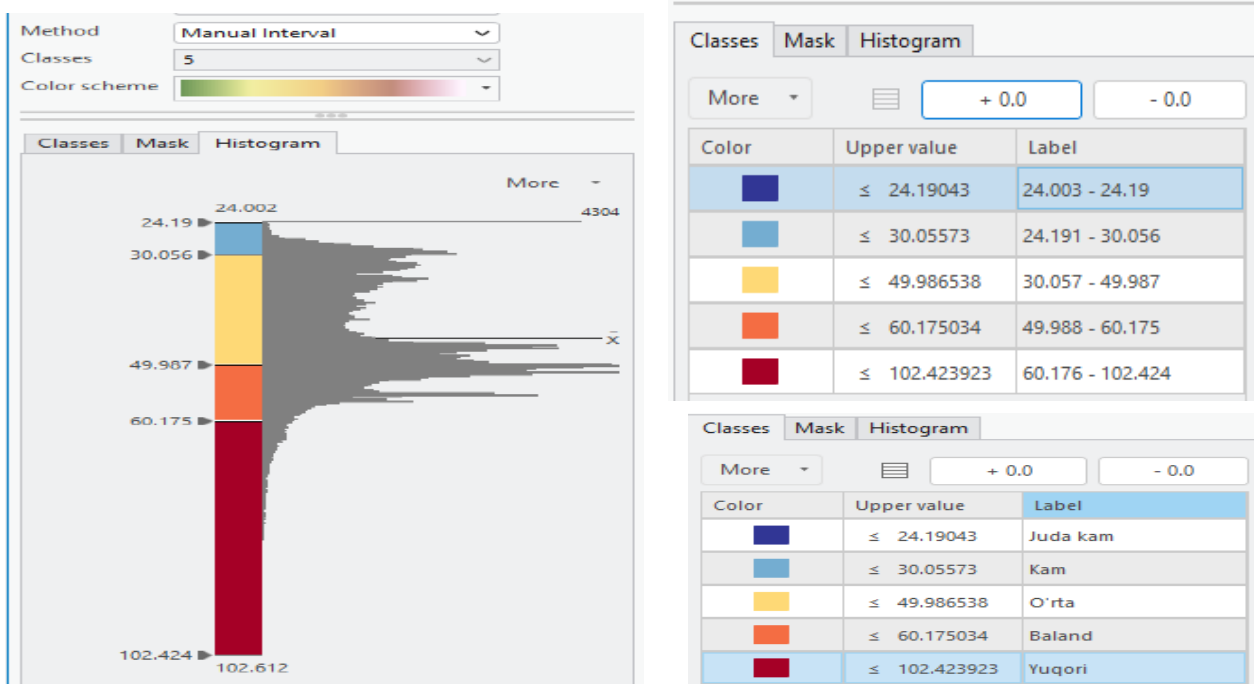 Method Manual Interval
Classes 5
Color scheme
Classes Mask Histogram
More
24.002
4304
24.19
30.056
x̄
49.987
60.175
102.424
102.612
Classes Mask Histogram
More + 0.0 - 0.0
Color Upper value Label
≤ 24.19043 24.003 - 24.19
≤ 30.05573 24.191 - 30.056
≤ 49.986538 30.057 - 49.987
≤ 60.175034 49.988 - 60.175
≤ 102.423923 60.176 - 102.424
Classes Mask Histogram
More + 0.0 - 0.0
Color Upper value Label
≤ 24.19043 Juda kam
≤ 30.05573 Kam
≤ 49.986538 O`rta
≤ 60.175034 Baland
≤ 102.423923 Yuqori